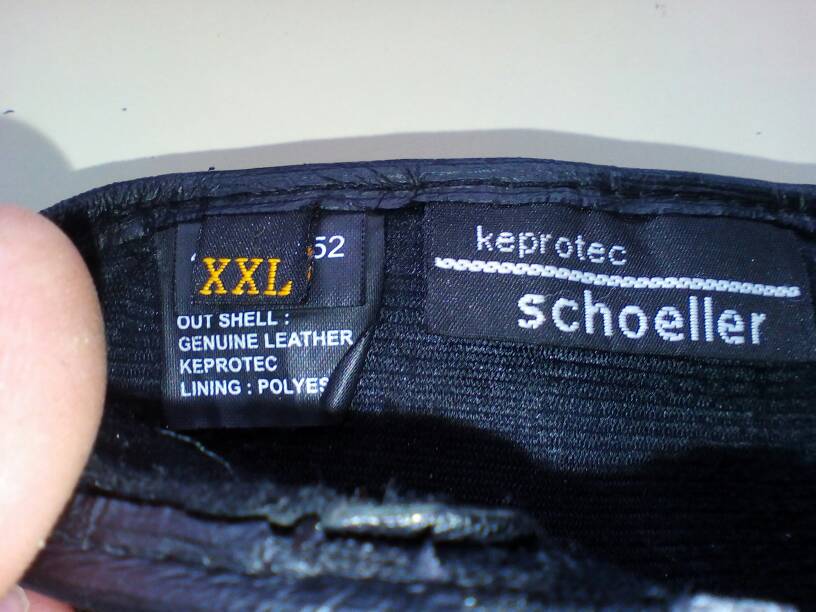 52
XXL
OUT SHELL :
GENUINE LEATHER
KEPROTEC
LINING : POLYES
keprotec
schoeller